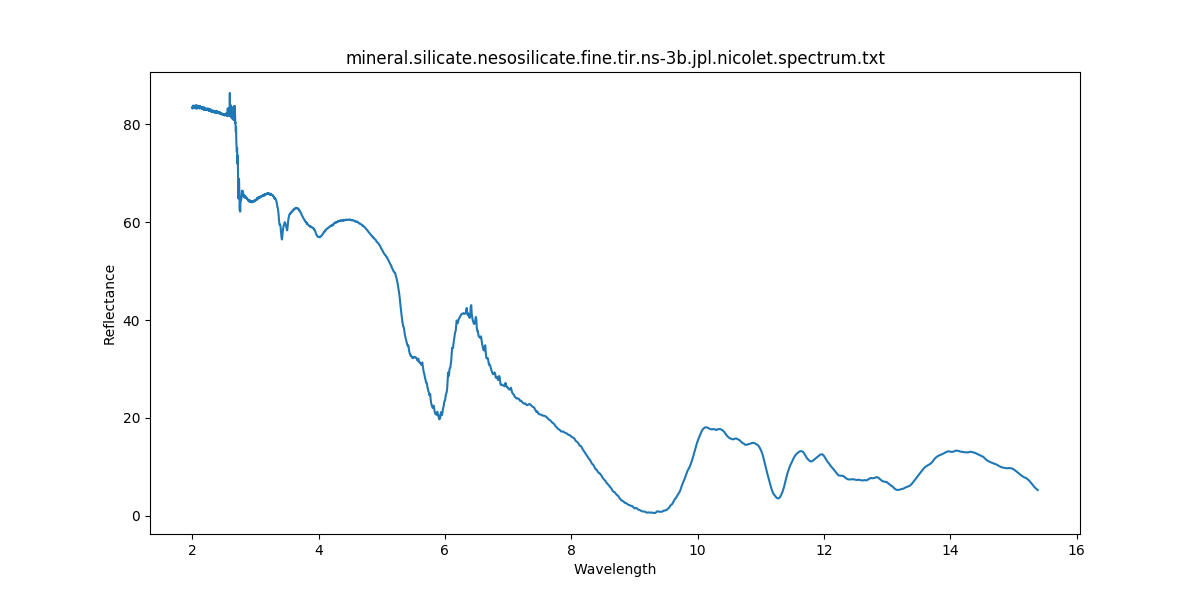 mineral.silicate.nesosilicate.fine.tir.ns-3b.jpl.nicolet.spectrum.txt
80
60
40
20
0
Reflectance
2 4 6 8 10 12 14 16
Wavelength